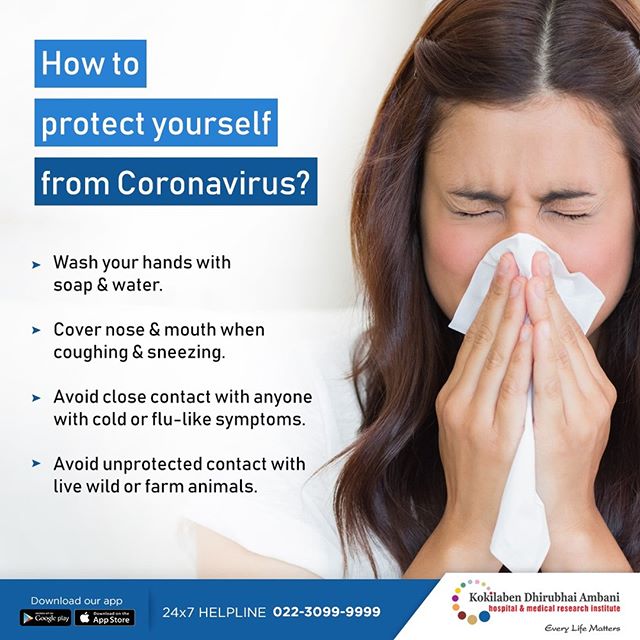 How to
protect yourself
from Coronavirus?
Wash your hands with
soap & water.
Cover nose & mouth when
coughing & sneezing.
Avoid close contact with anyone
with cold or flu-like symptoms.
Avoid unprotected contact with
live wild or farm animals.
Download our app
Google play
Download on the
App Store
24x7 HELPLINE 022-3099-9999
Kokilaben Dhirubhai Ambani
hospital & medical research institute
Every Life Matters